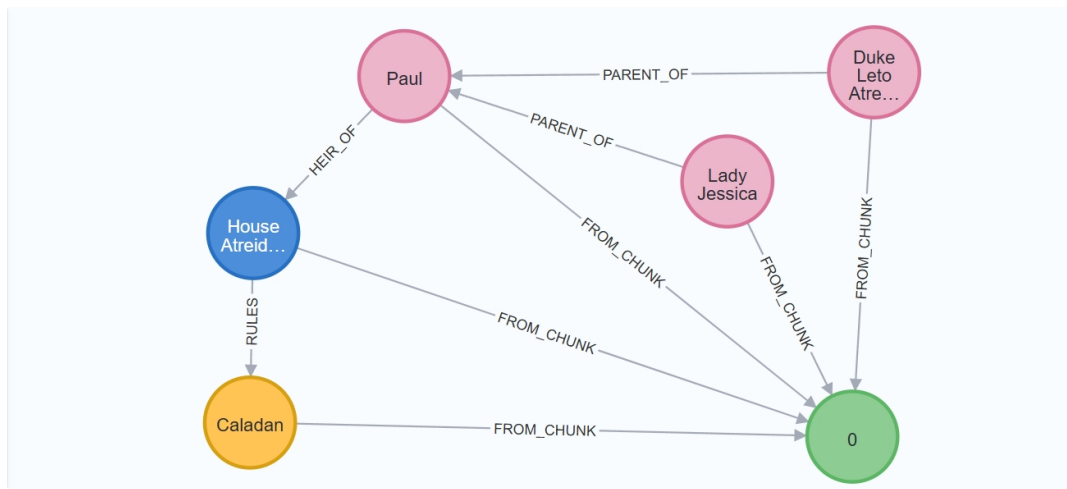 Paul
PARENT_OF
Duke
Leto
Atre…
PARENT_OF
Lady
Jessica
HEIR_OF
House
Atreid…
FROM_CHUNK
FROM_CHUNK
FROM_CHUNK
FROM_CHUNK
RULES
Caladan
FROM_CHUNK
0